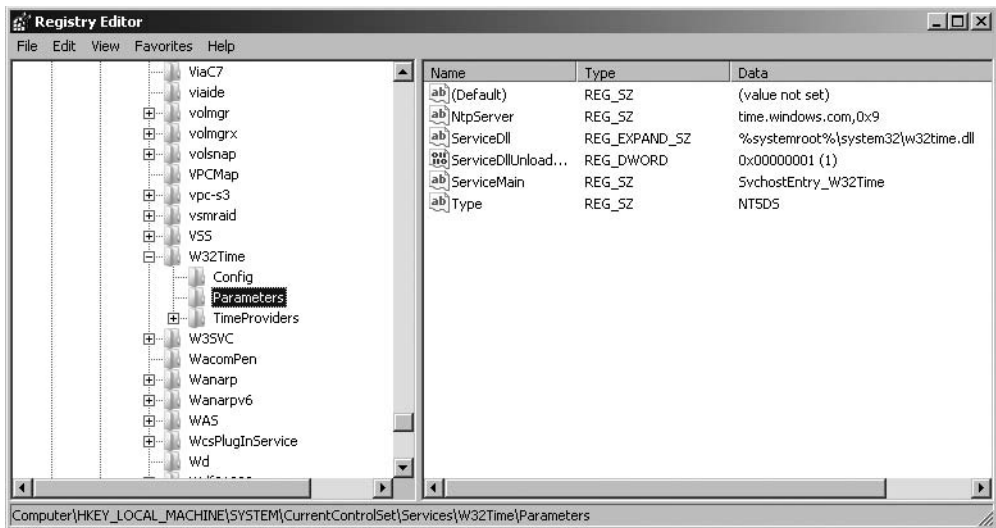 Registry Editor
File Edit View Favorites Help
ViaC7
viaide
volmgr
volmgrx
volsnap
VPCMap
vpc-s3
vsmraid
VSS
W32Time
Config
Parameters
TimeProviders
W3SVC
WacomPen
Wanarp
Wanarpv6
WAS
WcsPlugInService
Wd
Name Type Data
(Default) REG_SZ (value not set)
NtpServer REG_SZ time.windows.com,0x9
ServiceDll REG_EXPAND_SZ %systemroot%\system32\w32time.dll
ServiceDllUnload... REG_DWORD 0x00000001 (1)
ServiceMain REG_SZ SvchostEntry_W32Time
Type REG_SZ NT5DS
Computer\HKEY_LOCAL_MACHINE\SYSTEM\CurrentControlSet\Services\W32Time\Parameters